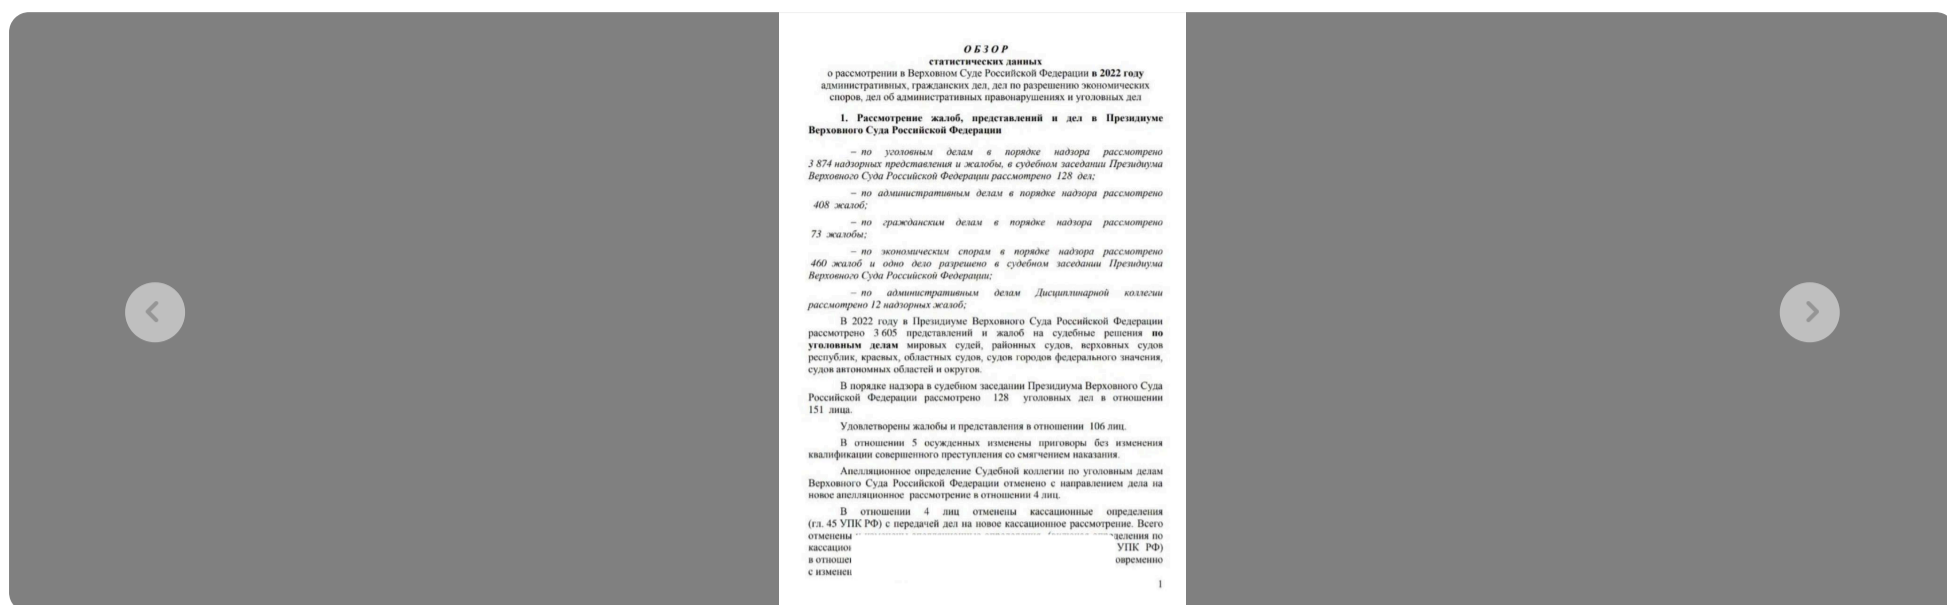 О Б З О Р
статистических данных
о рассмотрении в Верховном Суде Российской Федерации в 2022 году
административных, гражданских дел, дел по разрешению экономических
споров, дел об административных правонарушениях и уголовных дел
1. Рассмотрение жалоб, представлений и дел в Президиуме
Верховного Суда Российской Федерации
– по уголовным делам в порядке надзора рассмотрено
3 874 надзорных представления и жалобы, в судебном заседании Президиума
Верховного Суда Российской Федерации рассмотрено 128 дел;
– по административным делам в порядке надзора рассмотрено
408 жалоб;
– по гражданским делам в порядке надзора рассмотрено
73 жалобы;
– по экономическим спорам в порядке надзора рассмотрено
460 жалоб и одно дело разрешено в судебном заседании Президиума
Верховного Суда Российской Федерации;
– по административным делам Дисциплинарной коллегии
рассмотрено 12 надзорных жалоб;
В 2022 году в Президиуме Верховного Суда Российской Федерации
рассмотрено 3 605 представлений и жалоб на судебные решения по
уголовным делам мировых судей, районных судов, верховных судов
республик, краевых, областных судов, судов городов федерального значения,
судов автономных областей и округов.
В порядке надзора в судебном заседании Президиума Верховного Суда
Российской Федерации рассмотрено 128 уголовных дел в отношении
151 лица.
Удовлетворены жалобы и представления в отношении 106 лиц.
В отношении 5 осужденных изменены приговоры без изменения
квалификации совершенного преступления со смягчением наказания.
Апелляционное определение Судебной коллегии по уголовным делам
Верховного Суда Российской Федерации отменено с направлением дела на
новое апелляционное рассмотрение в отношении 4 лиц.
В отношении 4 лиц отменены кассационные определения
(гл. 45 УПК РФ) с передачей дел на новое кассационное рассмотрение. Всего
отменены деления по
кассацион УПК РФ)
в отношен овременно
с изменен
1